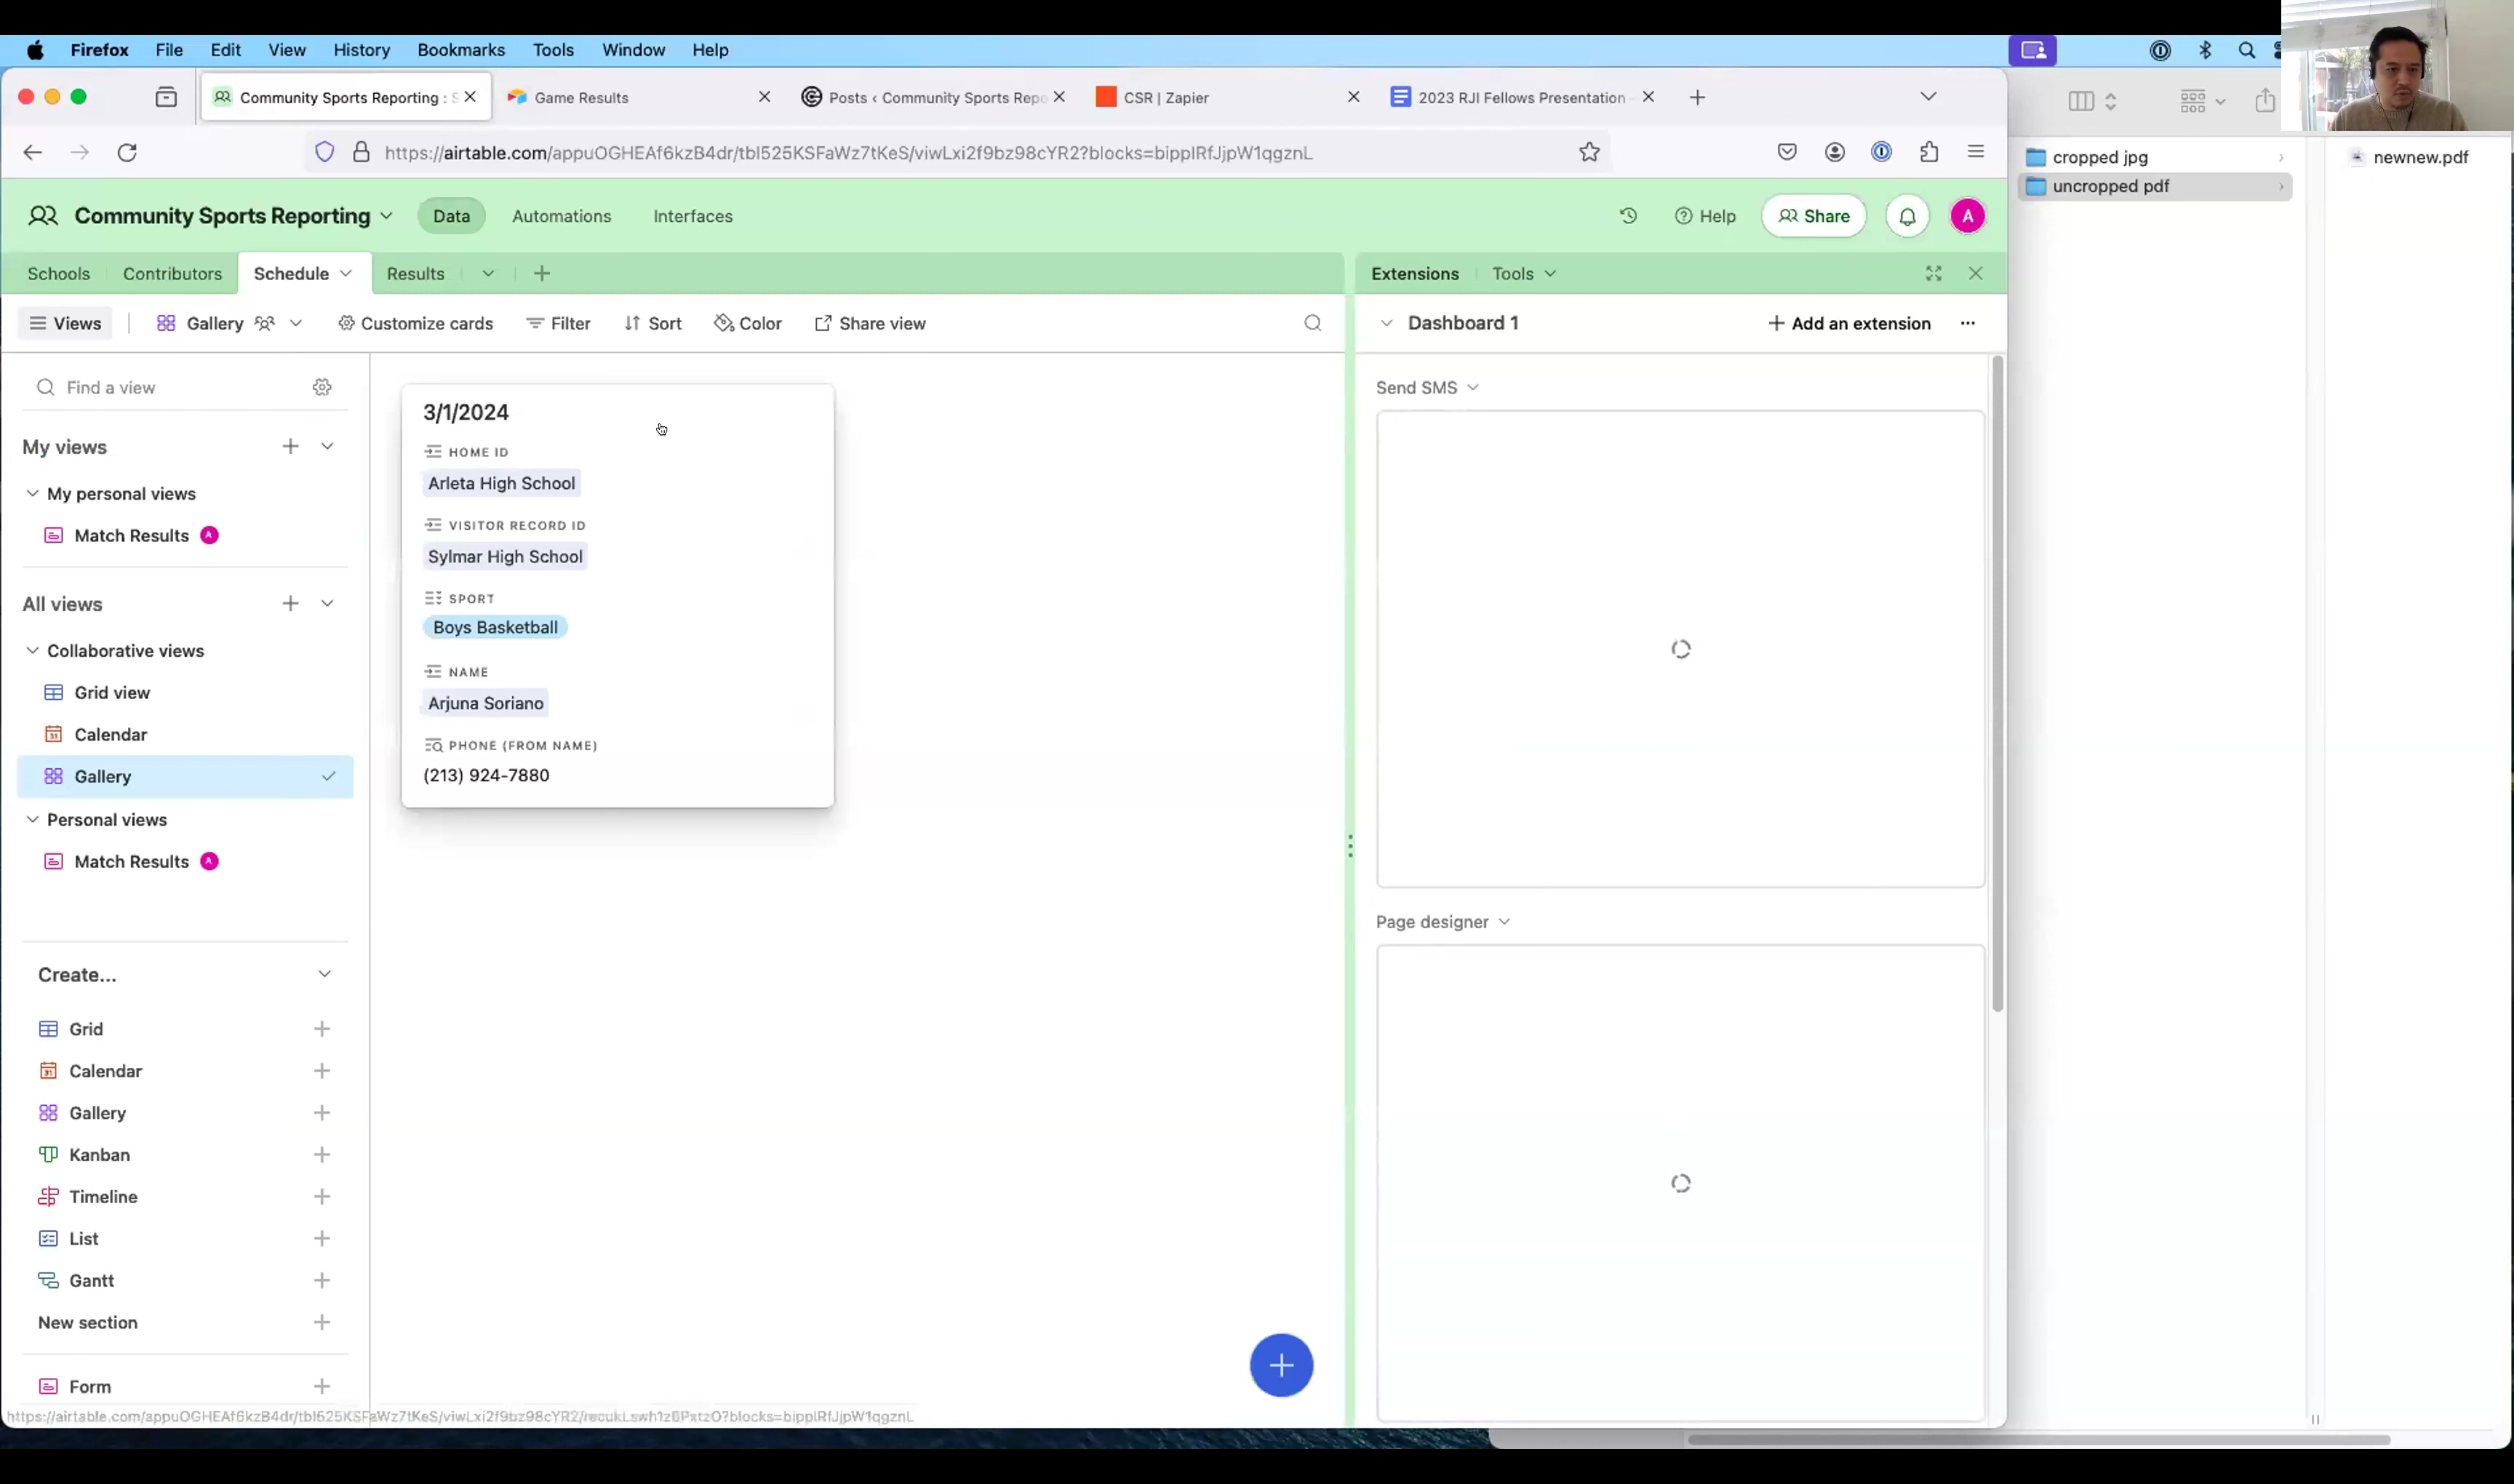 Firefox File Edit View History Bookmarks Tools Window Help
Community Sports Reporting : S
Game Results
Posts ‹ Community Sports Repo
CSR | Zapier
2023 RJI Fellows Presentation
https://airtable.com/appuOGHEAf6kzB4dr/tbl525KSFaWz7tKeS/viwLxi2f9bz98cYR2?blocks=bipplRfJjpW1qgznL
cropped jpg
uncropped pdf
newnew.pdf
Community Sports Reporting Data Automations Interfaces Help Share A
Schools Contributors Schedule Results
Extensions Tools
Views Gallery Customize cards Filter Sort Color Share view
Dashboard 1 Add an extension
Find a view
My views
My personal views
Match Results A
All views
Collaborative views
Grid view
Calendar
Gallery
Personal views
Match Results A
Create...
Grid
Calendar
Gallery
Kanban
Timeline
List
Gantt
New section
Form
3/1/2024
HOME ID
Arleta High School
VISITOR RECORD ID
Sylmar High School
SPORT
Boys Basketball
NAME
Arjuna Soriano
PHONE (FROM NAME)
(213) 924-7880
Send SMS
Page designer